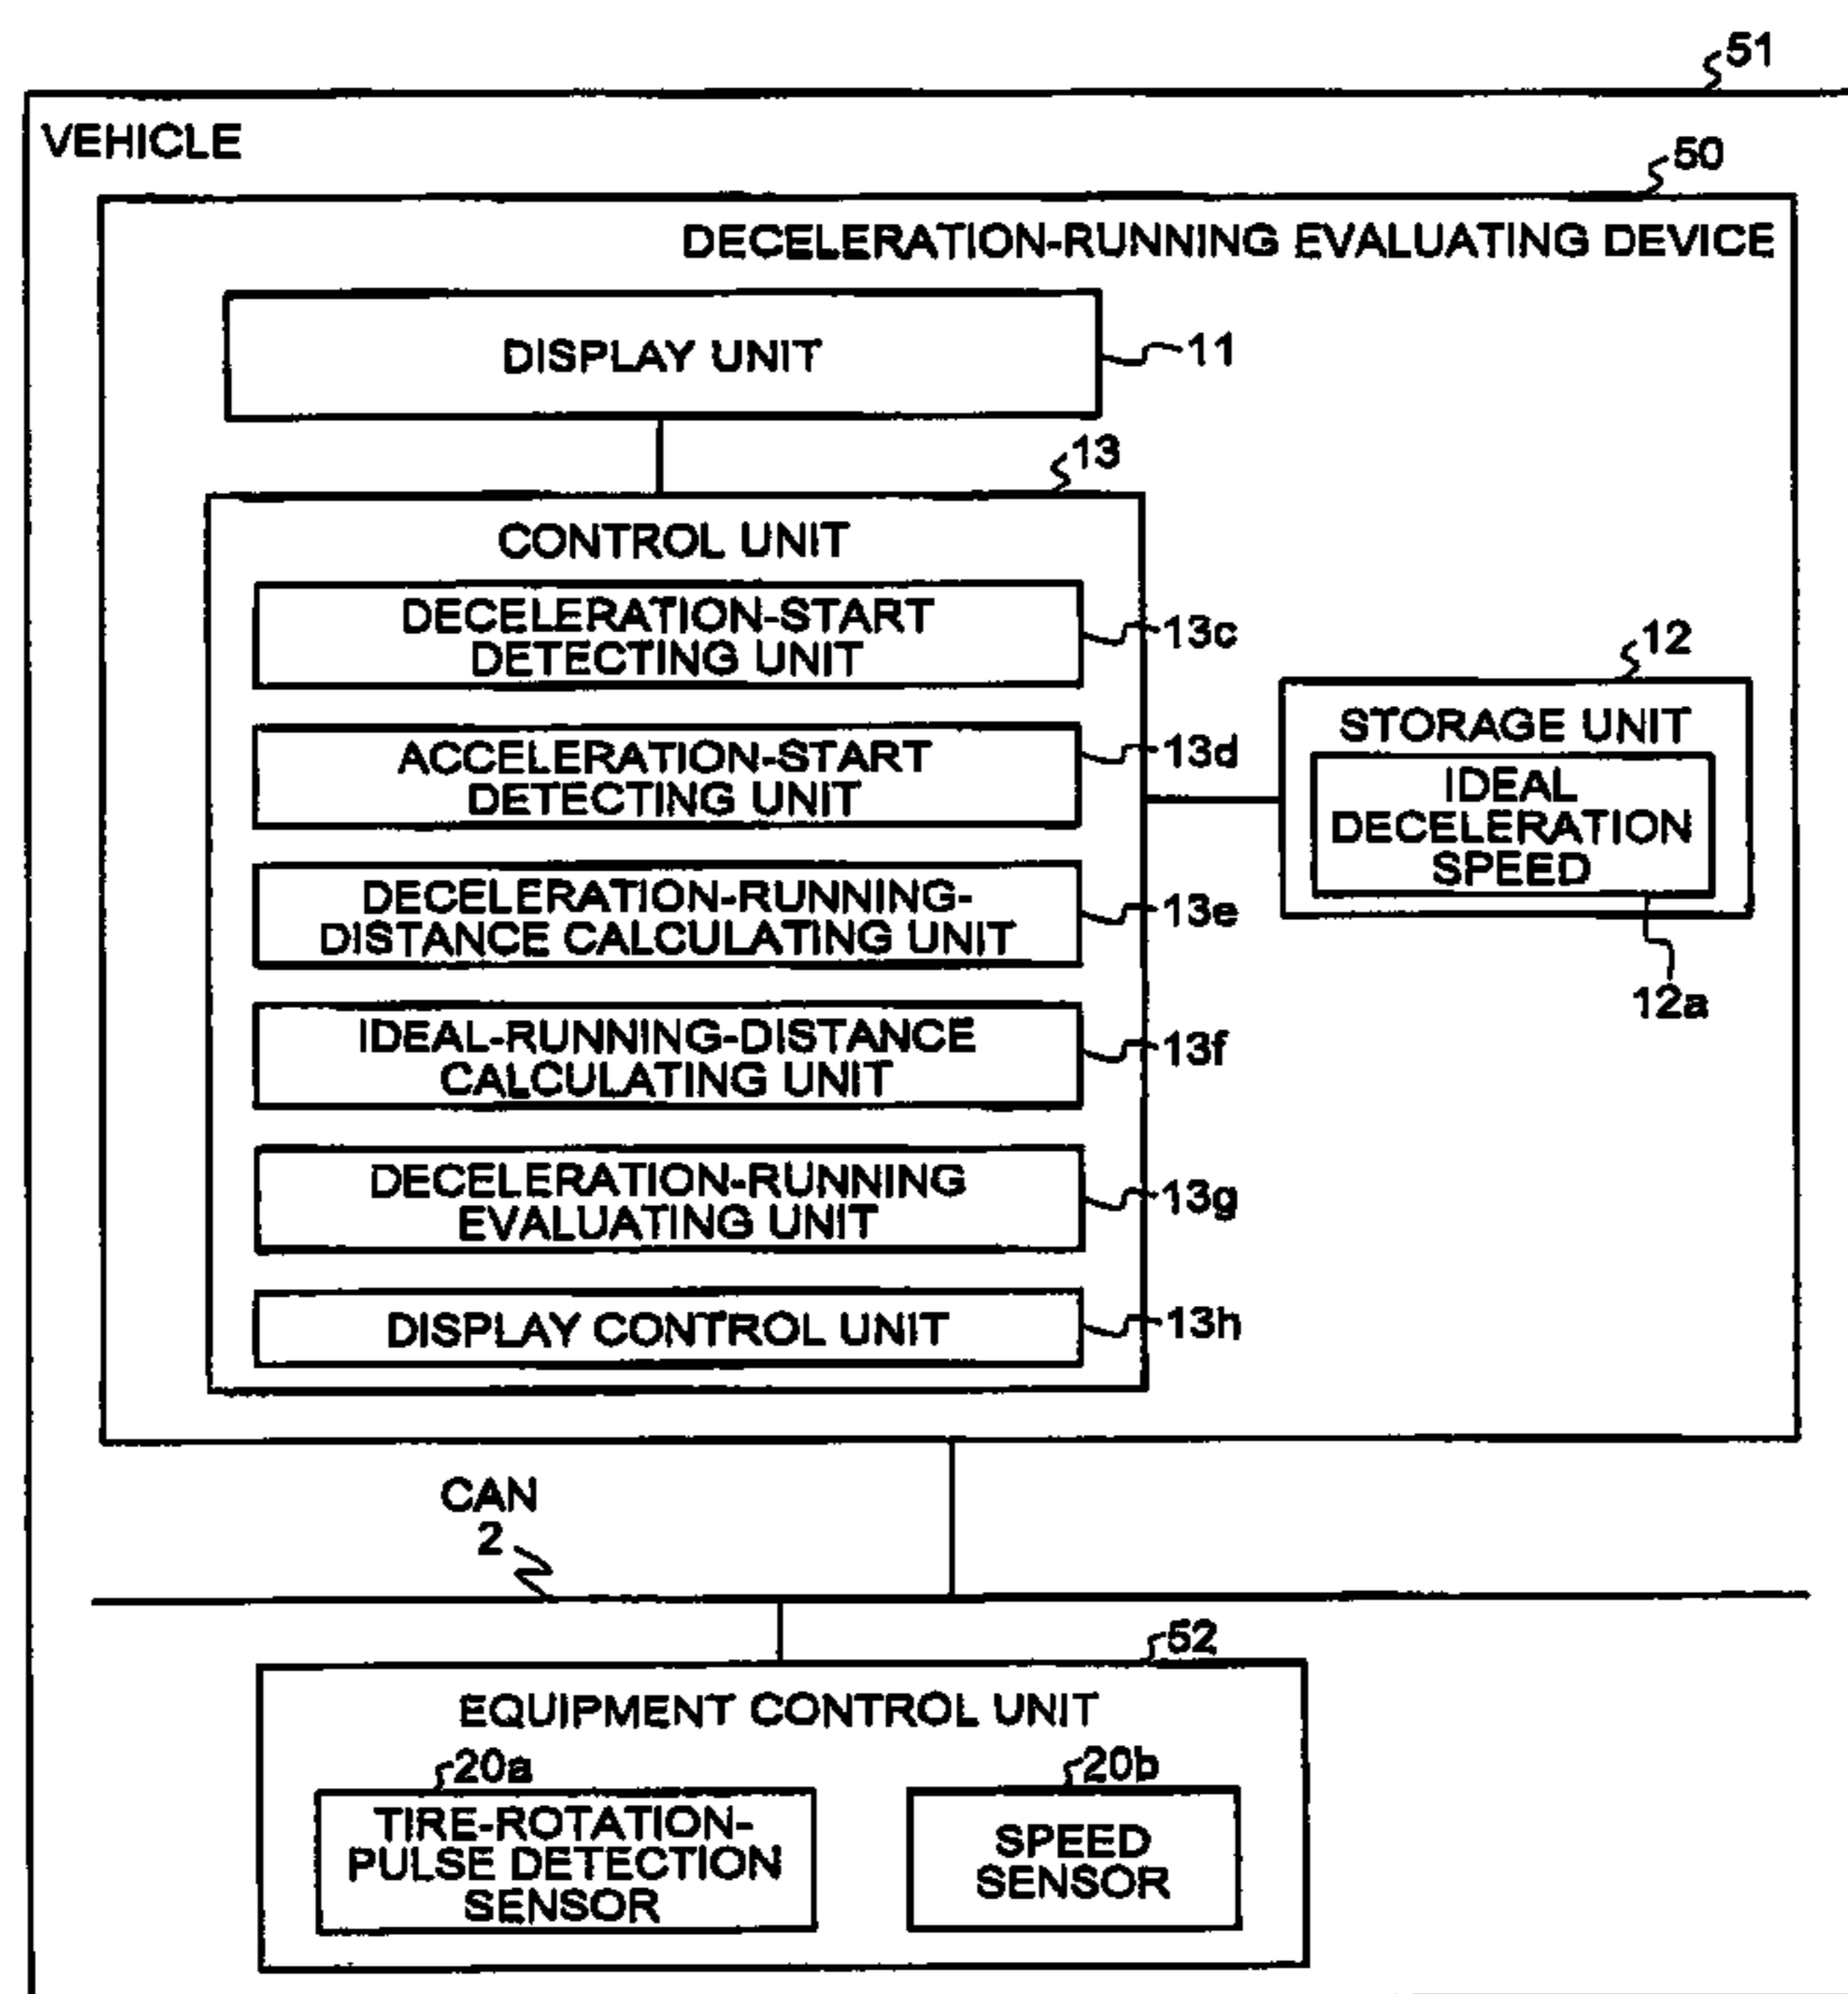 51
VEHICLE
50
DECELERATION-RUNNING EVALUATING DEVICE
DISPLAY UNIT
11
13
CONTROL UNIT
DECELERATION-START
DETECTING UNIT
13c
ACCELERATION-START
DETECTING UNIT
13d
DECELERATION-RUNNING-
DISTANCE CALCULATING UNIT
13e
IDEAL-RUNNING-DISTANCE
CALCULATING UNIT
13f
DECELERATION-RUNNING
EVALUATING UNIT
13g
DISPLAY CONTROL UNIT
13h
12
STORAGE UNIT
IDEAL
DECELERATION
SPEED
12a
CAN
2
52
EQUIPMENT CONTROL UNIT
20a
TIRE-ROTATION-
PULSE DETECTION
SENSOR
20b
SPEED
SENSOR